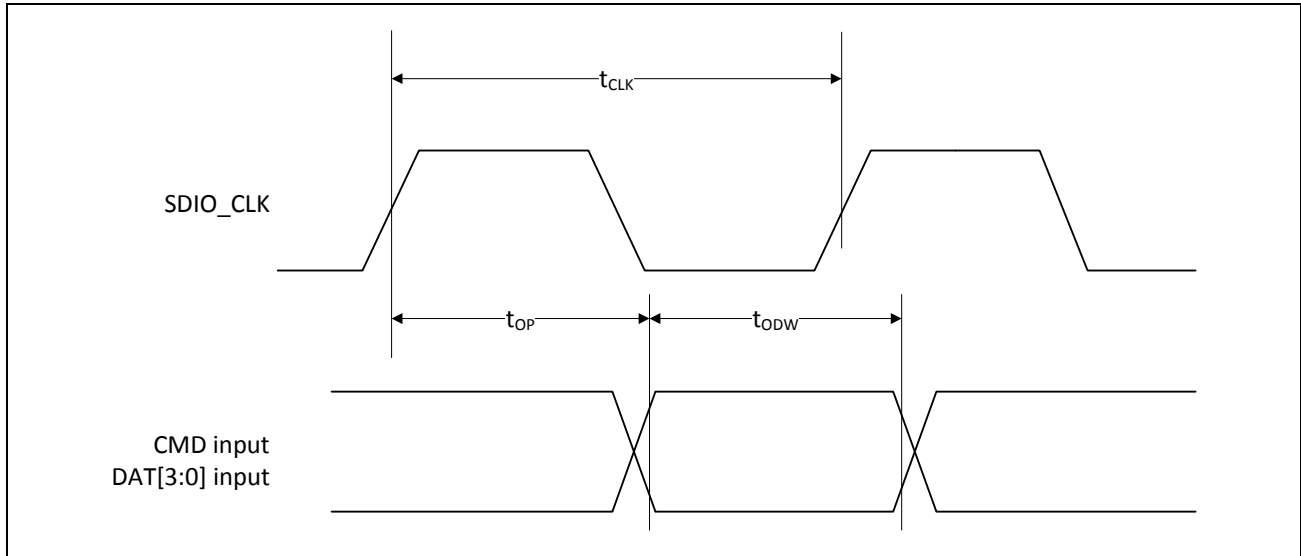 tCLK
SDIO_CLK
tOP
tODW
CMD input
DAT[3:0] input